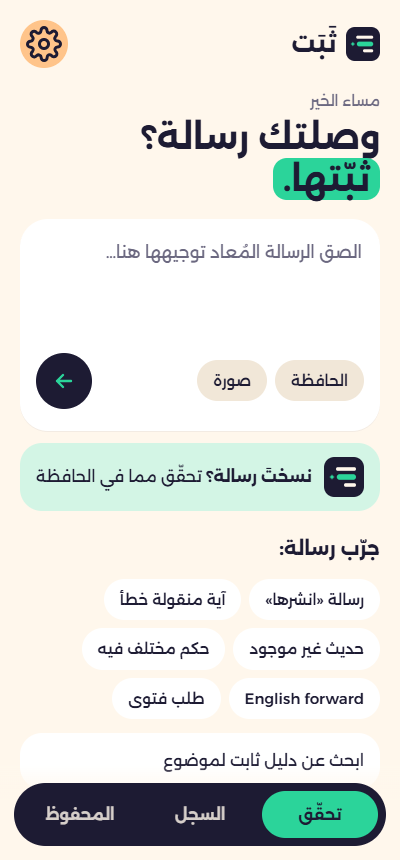 ثَبَت
مساء الخير
وصلتك رسالة؟
ثبّتها.
الصق الرسالة المُعاد توجيهها هنا...
الحافظة
صورة
نسختَ رسالة؟ تحقّق مما في الحافظة
جرّب رسالة:
رسالة «انشرها»
آية منقولة خطأ
حديث غير موجود
حكم مختلف فيه
English forward
طلب فتوى
ابحث عن دليل ثابت لموضوع
تحقّق
السجل
المحفوظ